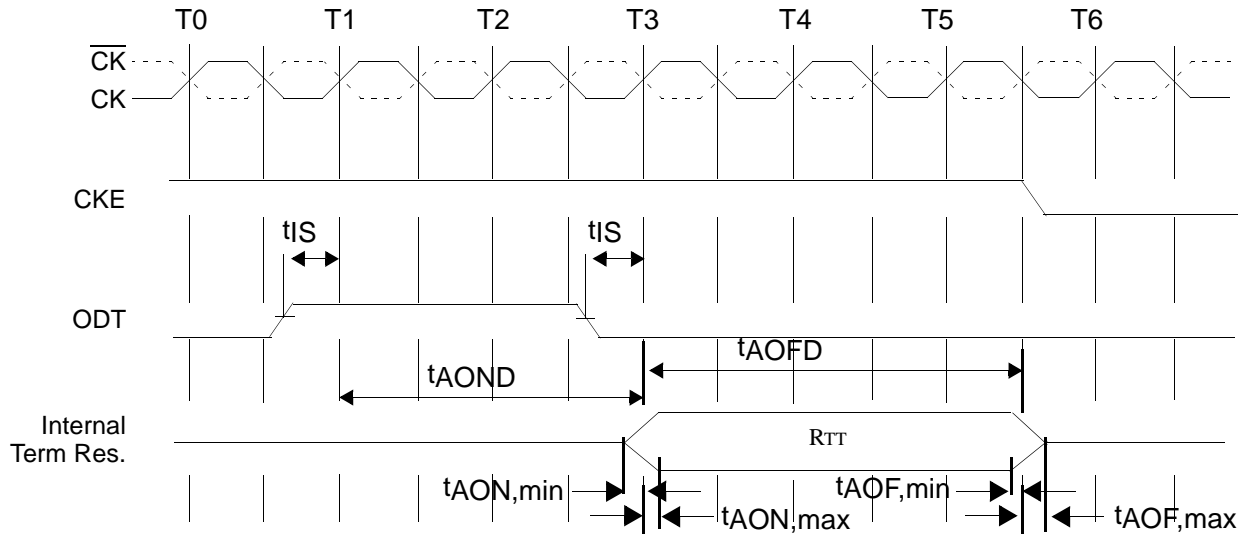 T0 T1 T2 T3 T4 T5 T6
CK
CK
CKE
tIS tIS
ODT
tAOFD
tAOND
Internal
Term Res.
RTT
tAON,min tAOF,min
tAON,max tAOF,max